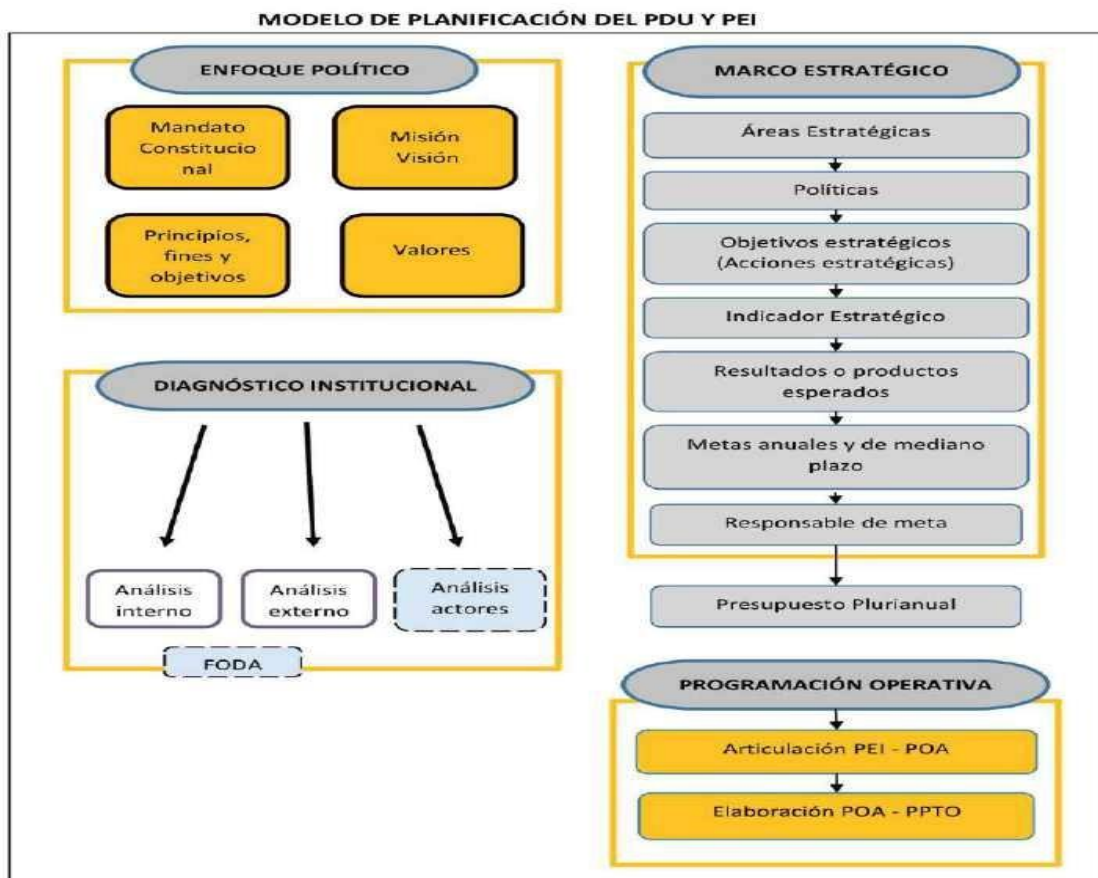 MODELO DE PLANIFICACIÓN DEL PDU Y PEI
ENFOQUE POLÍTICO
Mandato
Constitucio
nal
Misión
Visión
Principios,
fines y
objetivos
Valores
DIAGNÓSTICO INSTITUCIONAL
Análisis
interno
Análisis
externo
Análisis
actores
FODA
MARCO ESTRATÉGICO
Áreas Estratégicas
Políticas
Objetivos estratégicos
(Acciones estratégicas)
Indicador Estratégico
Resultados o productos
esperados
Metas anuales y de mediano
plazo
Responsable de meta
Presupuesto Plurianual
PROGRAMACIÓN OPERATIVA
Articulación PEI - POA
Elaboración POA - PPTO